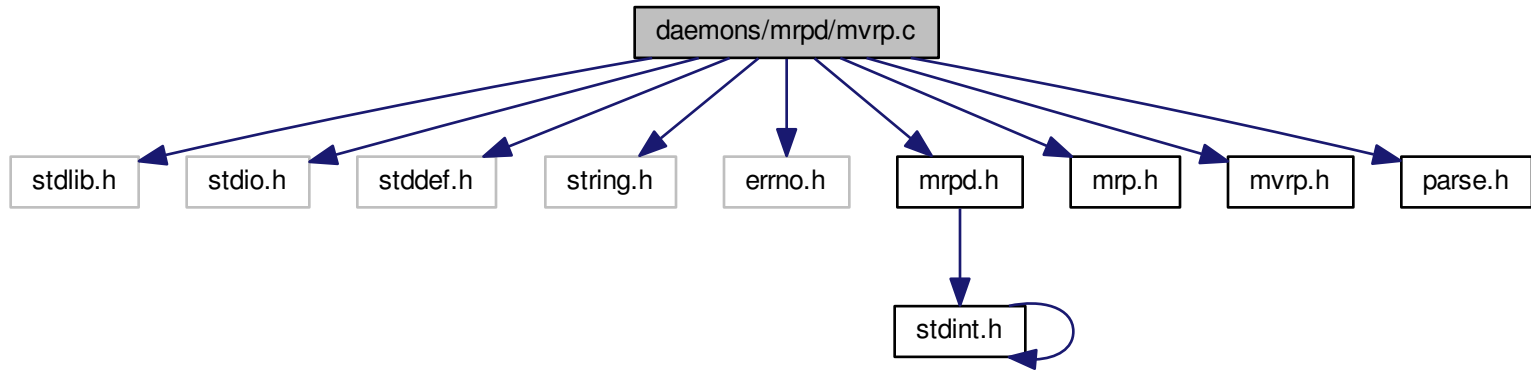 daemons/mrpd/mvrp.c
stdlib.h
stdio.h
stddef.h
string.h
errno.h
mrpd.h
mrp.h
mvrp.h
parse.h
stdint.h